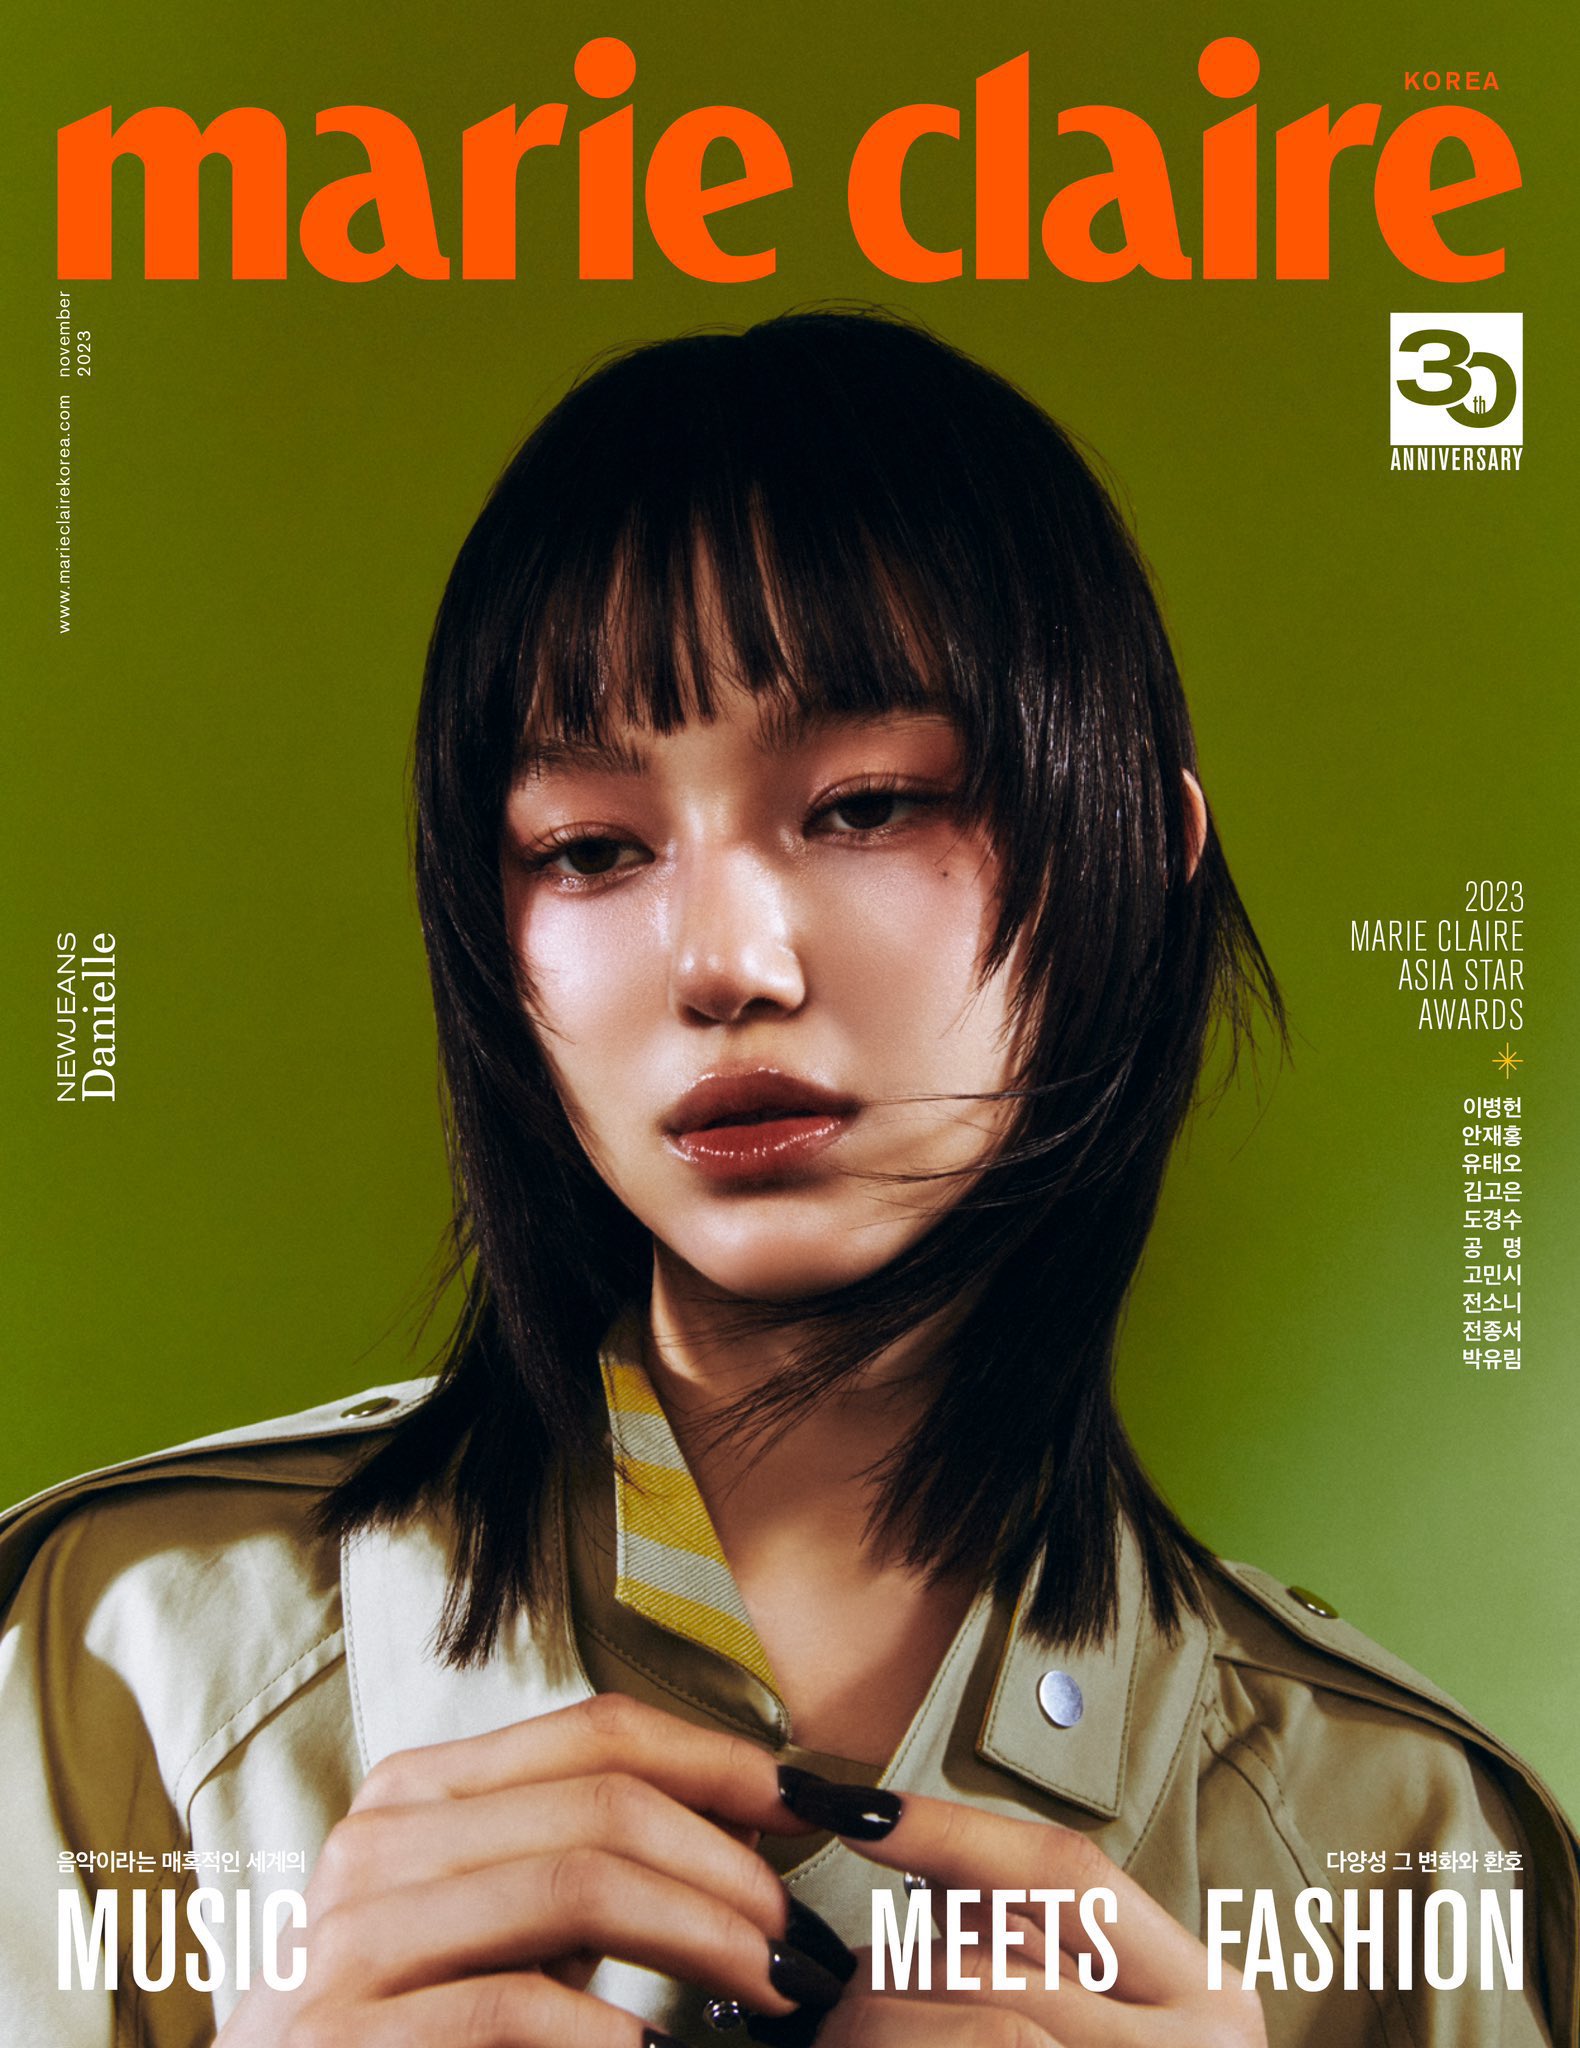 marie claire
KOREA
www.marieclairekorea.com november
2023
30th
ANNIVERSARY
NEWJEANS
Danielle
2023
MARIE CLAIRE
ASIA STAR
AWARDS
이병헌
안재홍
유태오
김고은
도경수
공 명
고민시
전소니
전종서
박유림
음악이라는 매혹적인 세계의
다양성 그 변화와 환호
MUSIC MEETS FASHION